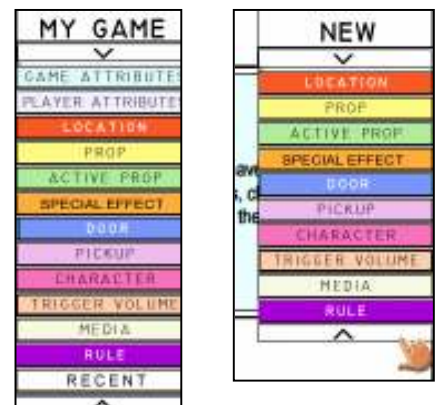 MY GAME
GAME ATTRIBUTES
PLAYER ATTRIBUTES
LOCATION
PROP
ACTIVE PROP
SPECIAL EFFECT
DOOR
PICKUP
CHARACTER
TRIGGER VOLUME
MEDIA
RULE
RECENT
NEW
LOCATION
PROP
ACTIVE PROP
SPECIAL EFFECT
DOOR
PICKUP
CHARACTER
TRIGGER VOLUME
MEDIA
RULE
the